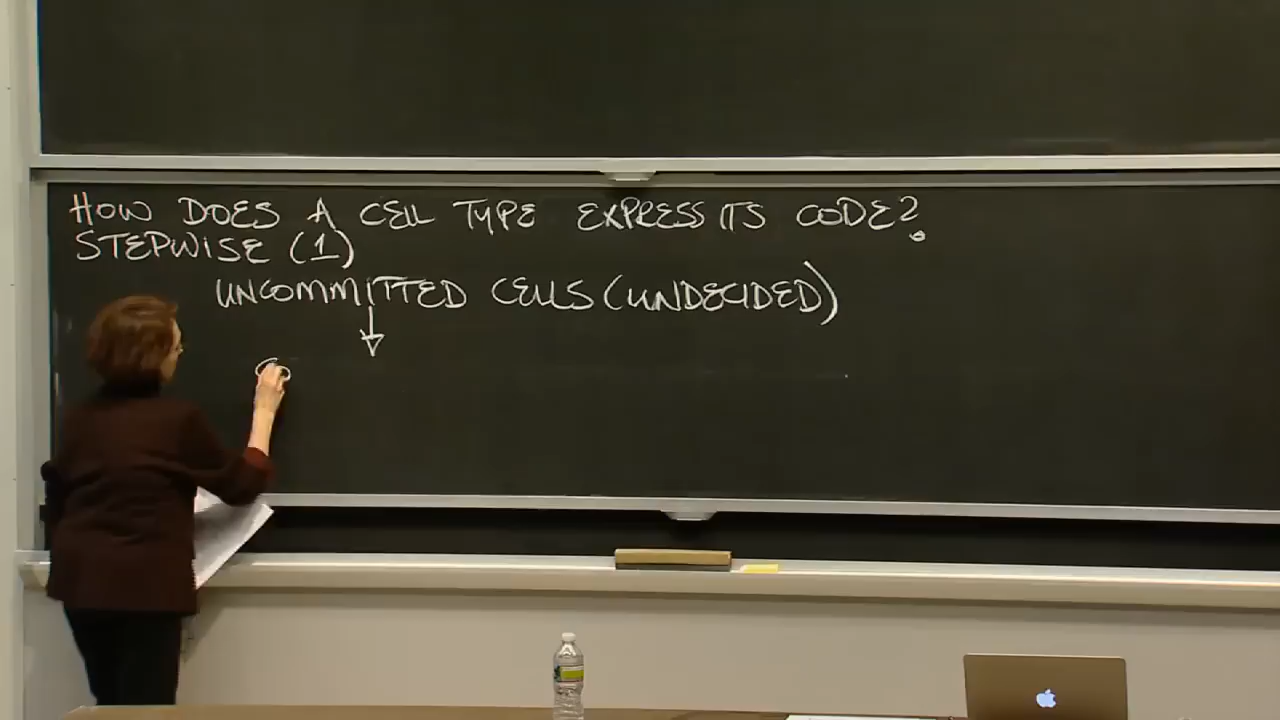 HOW DOES A CELL TYPE EXPRESS ITS CODE?
STEPWISE (1)
UNCOMMITTED CELLS (UNDECIDED)